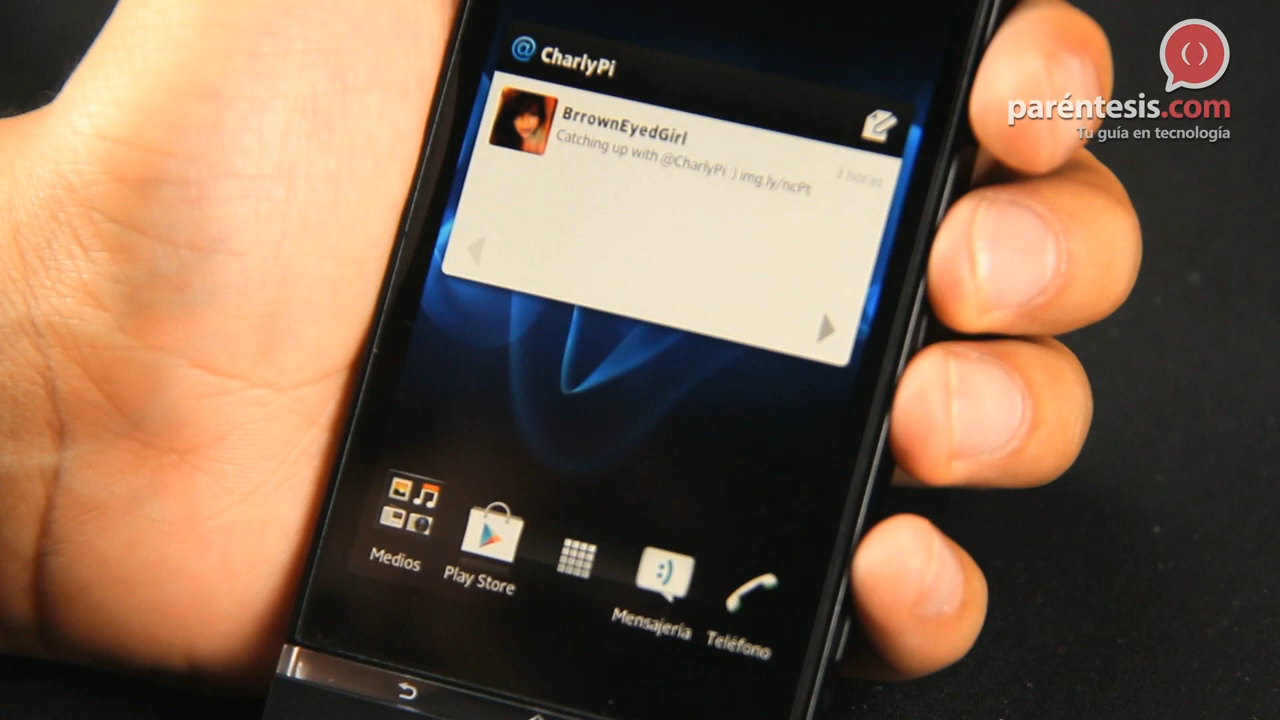 paréntesis.com
Tu guía en tecnología
@ CharlyPi
BrrownEyedGirl
Catching up with @CharlyPi :) img.ly/ncPt
horas
Medios
Play Store
Mensajería
Teléfono